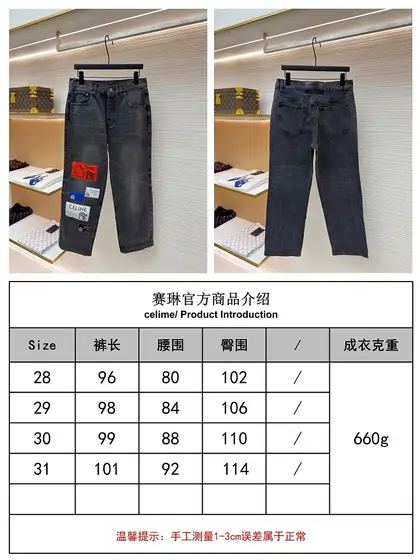 CELINE
CELINE
赛琳官方商品介绍
celime/ Product Introduction
Size 裤长 腰围 臀围 / 成衣克重
28 96 80 102 /
29 98 84 106 /
30 99 88 110 / 660g
31 101 92 114 /
温馨提示：手工测量1-3cm误差属于正常